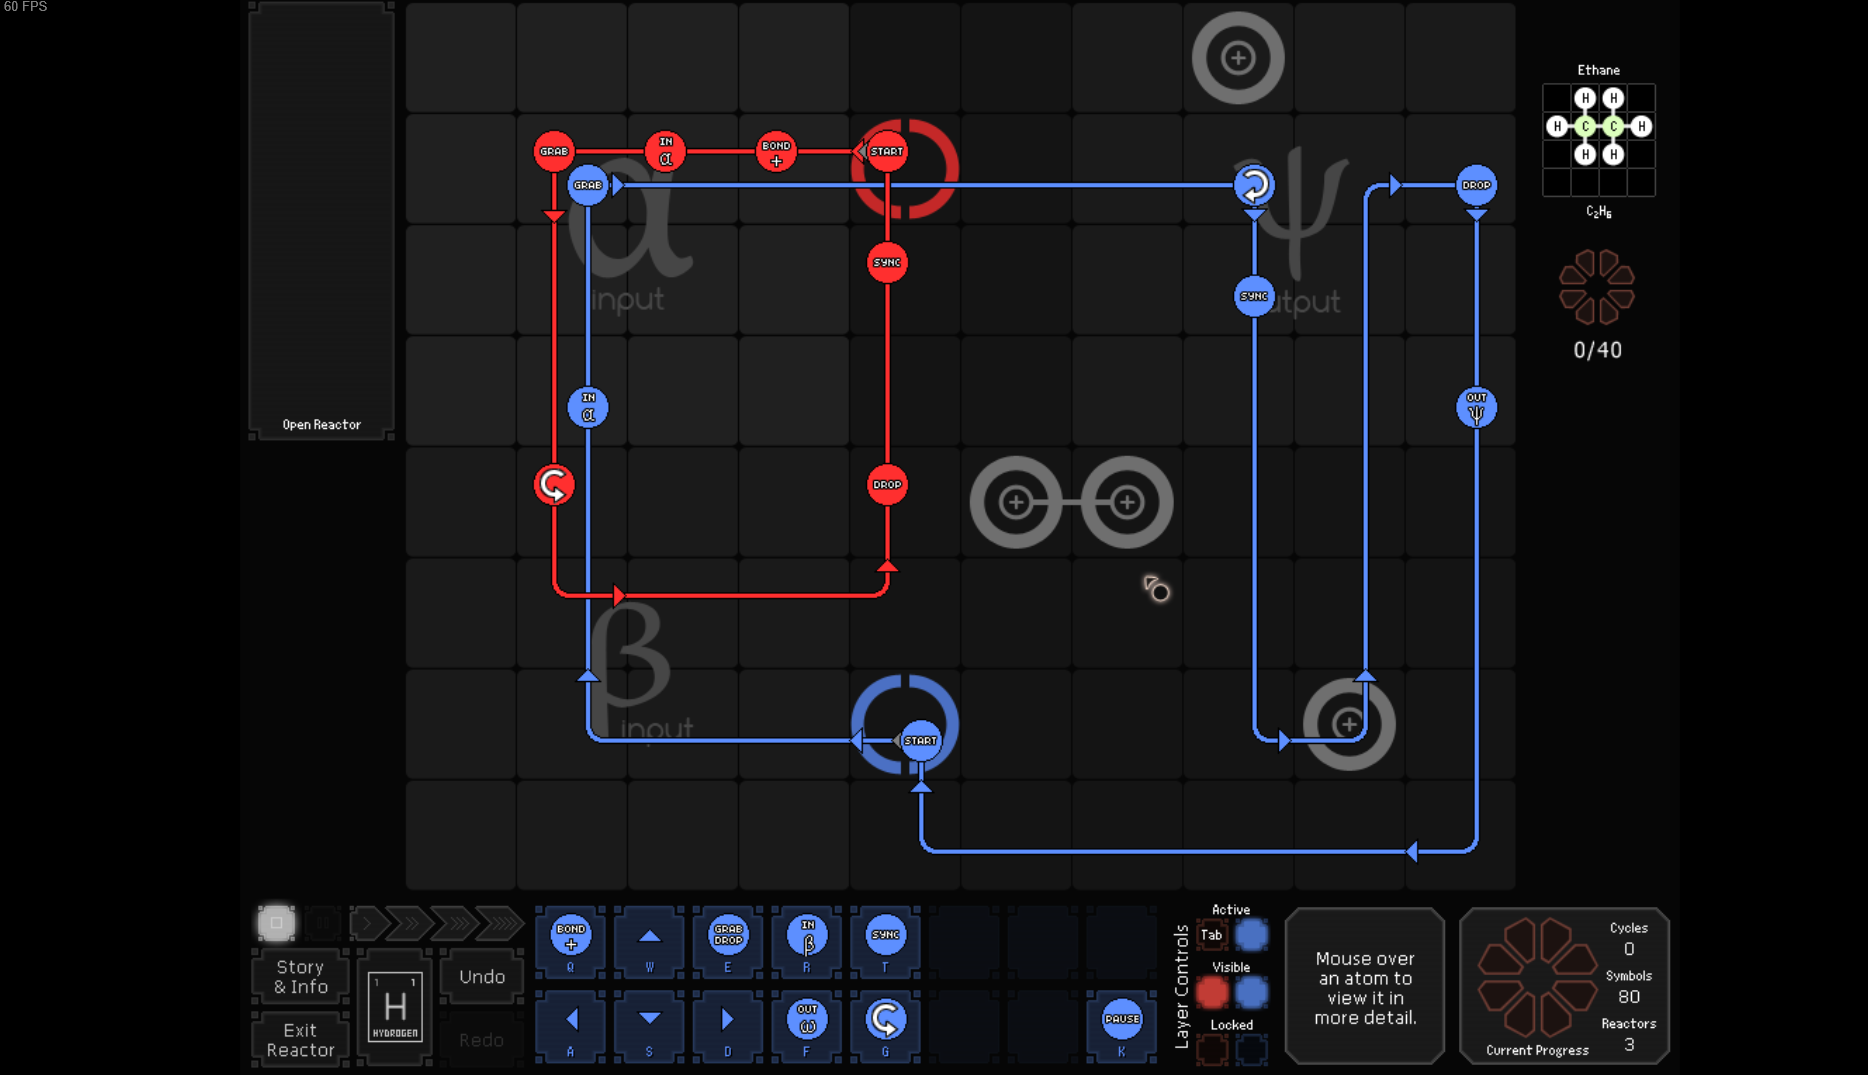 60 FPS
Open Reactor
Ethane
H H
H C C H
H H
C₂H₆
0/40
GRAB
IN
α
BOND
+
START
GRAB
DROP
α
input
SYNC
ψ
utput
SYNC
IN
α
OUT
ψ
DROP
β
input
START
Story
& Info
Exit
Reactor
1 1
H
HYDROGEN
Undo
Redo
BOND
+
Q
W
GRAB
DROP
E
IN
β
R
SYNC
T
A
S
D
OUT
ω
F
G
PAUSE
K
Layer Controls
Active
Tab
Visible
Locked
Mouse over
an atom to
view it in
more detail.
Cycles
0
Symbols
80
Reactors
3
Current Progress